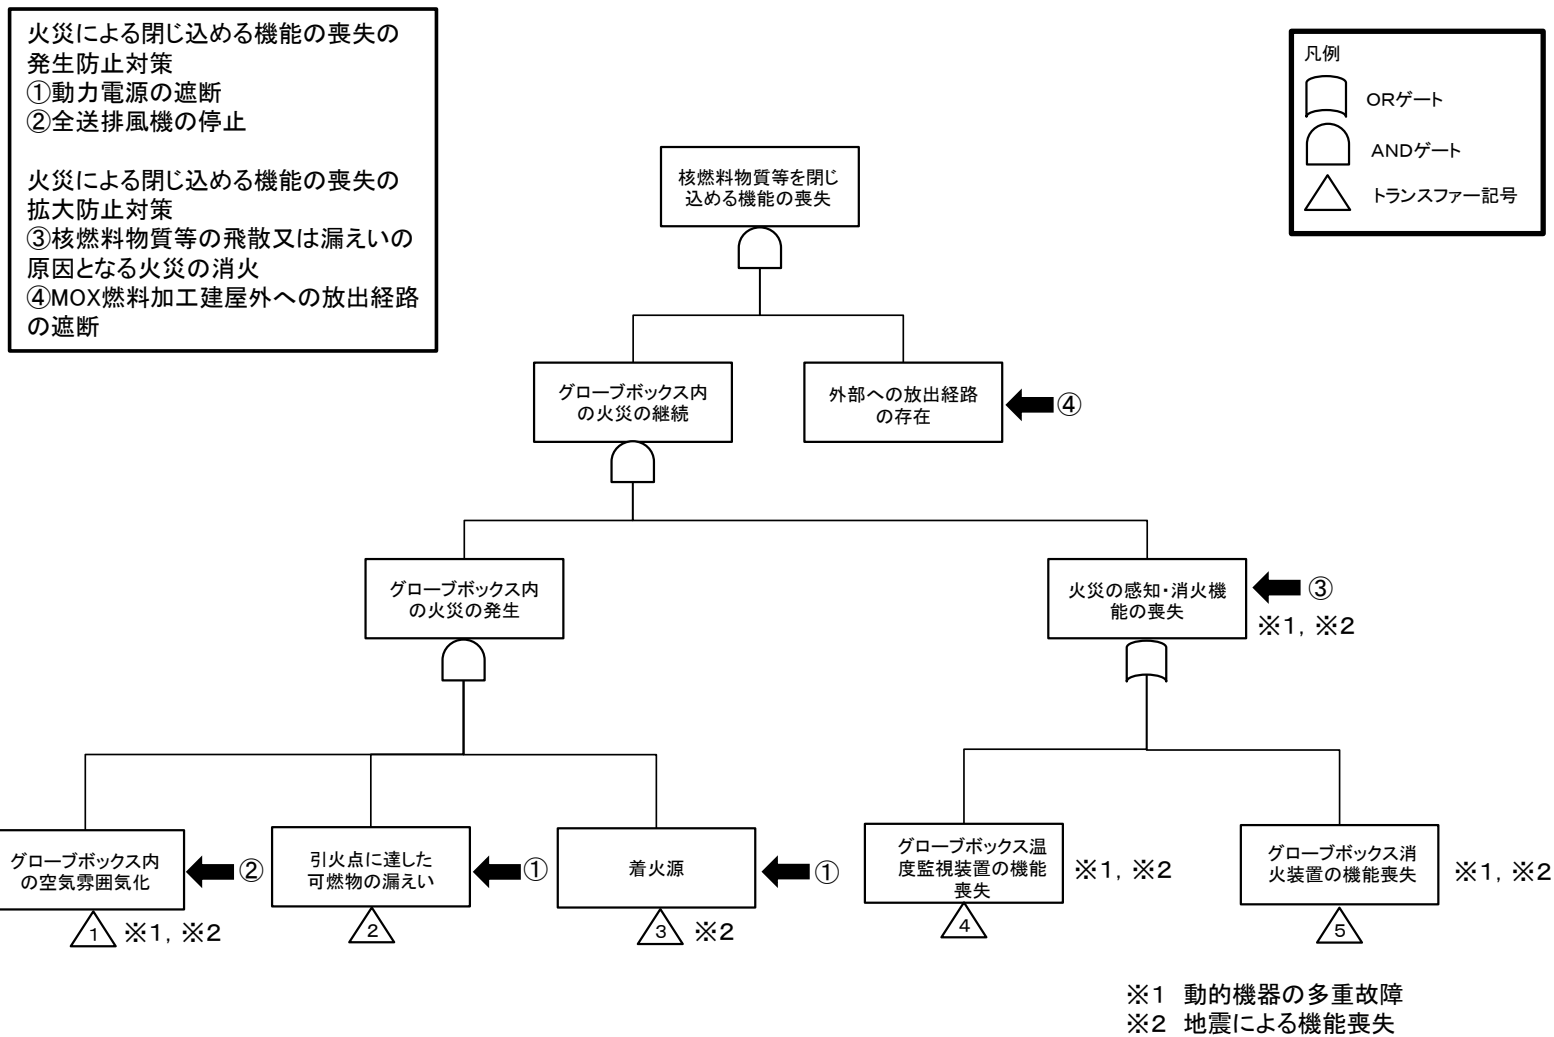 火災による閉じ込める機能の喪失の
発生防止対策
①動力電源の遮断
②全送排風機の停止
火災による閉じ込める機能の喪失の
拡大防止対策
③核燃料物質等の飛散又は漏えいの
原因となる火災の消火
④MOX燃料加工建屋外への放出経路
の遮断
凡例
ORゲート
ANDゲート
トランスファー記号
核燃料物質等を閉じ
込める機能の喪失
グローブボックス内
の火災の継続
外部への放出経路
の存在
④
グローブボックス内
の火災の発生
火災の感知・消火機
能の喪失
③
※1，※2
グローブボックス内
の空気雰囲気化
②
1
※1，※2
引火点に達した
可燃物の漏えい
①
2
着火源
①
3
※2
グローブボックス温
度監視装置の機能
喪失
※1，※2
4
グローブボックス消
火装置の機能喪失
※1，※2
5
※1　動的機器の多重故障
※2　地震による機能喪失